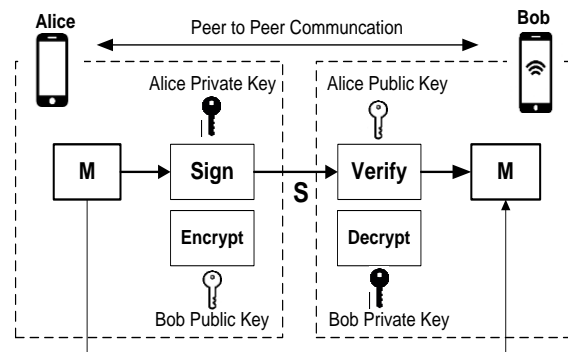 Alice
Bob
Peer to Peer Communcation
Alice Private Key
Alice Public Key
M
Sign
S
Verify
M
Encrypt
Decrypt
Bob Public Key
Bob Private Key